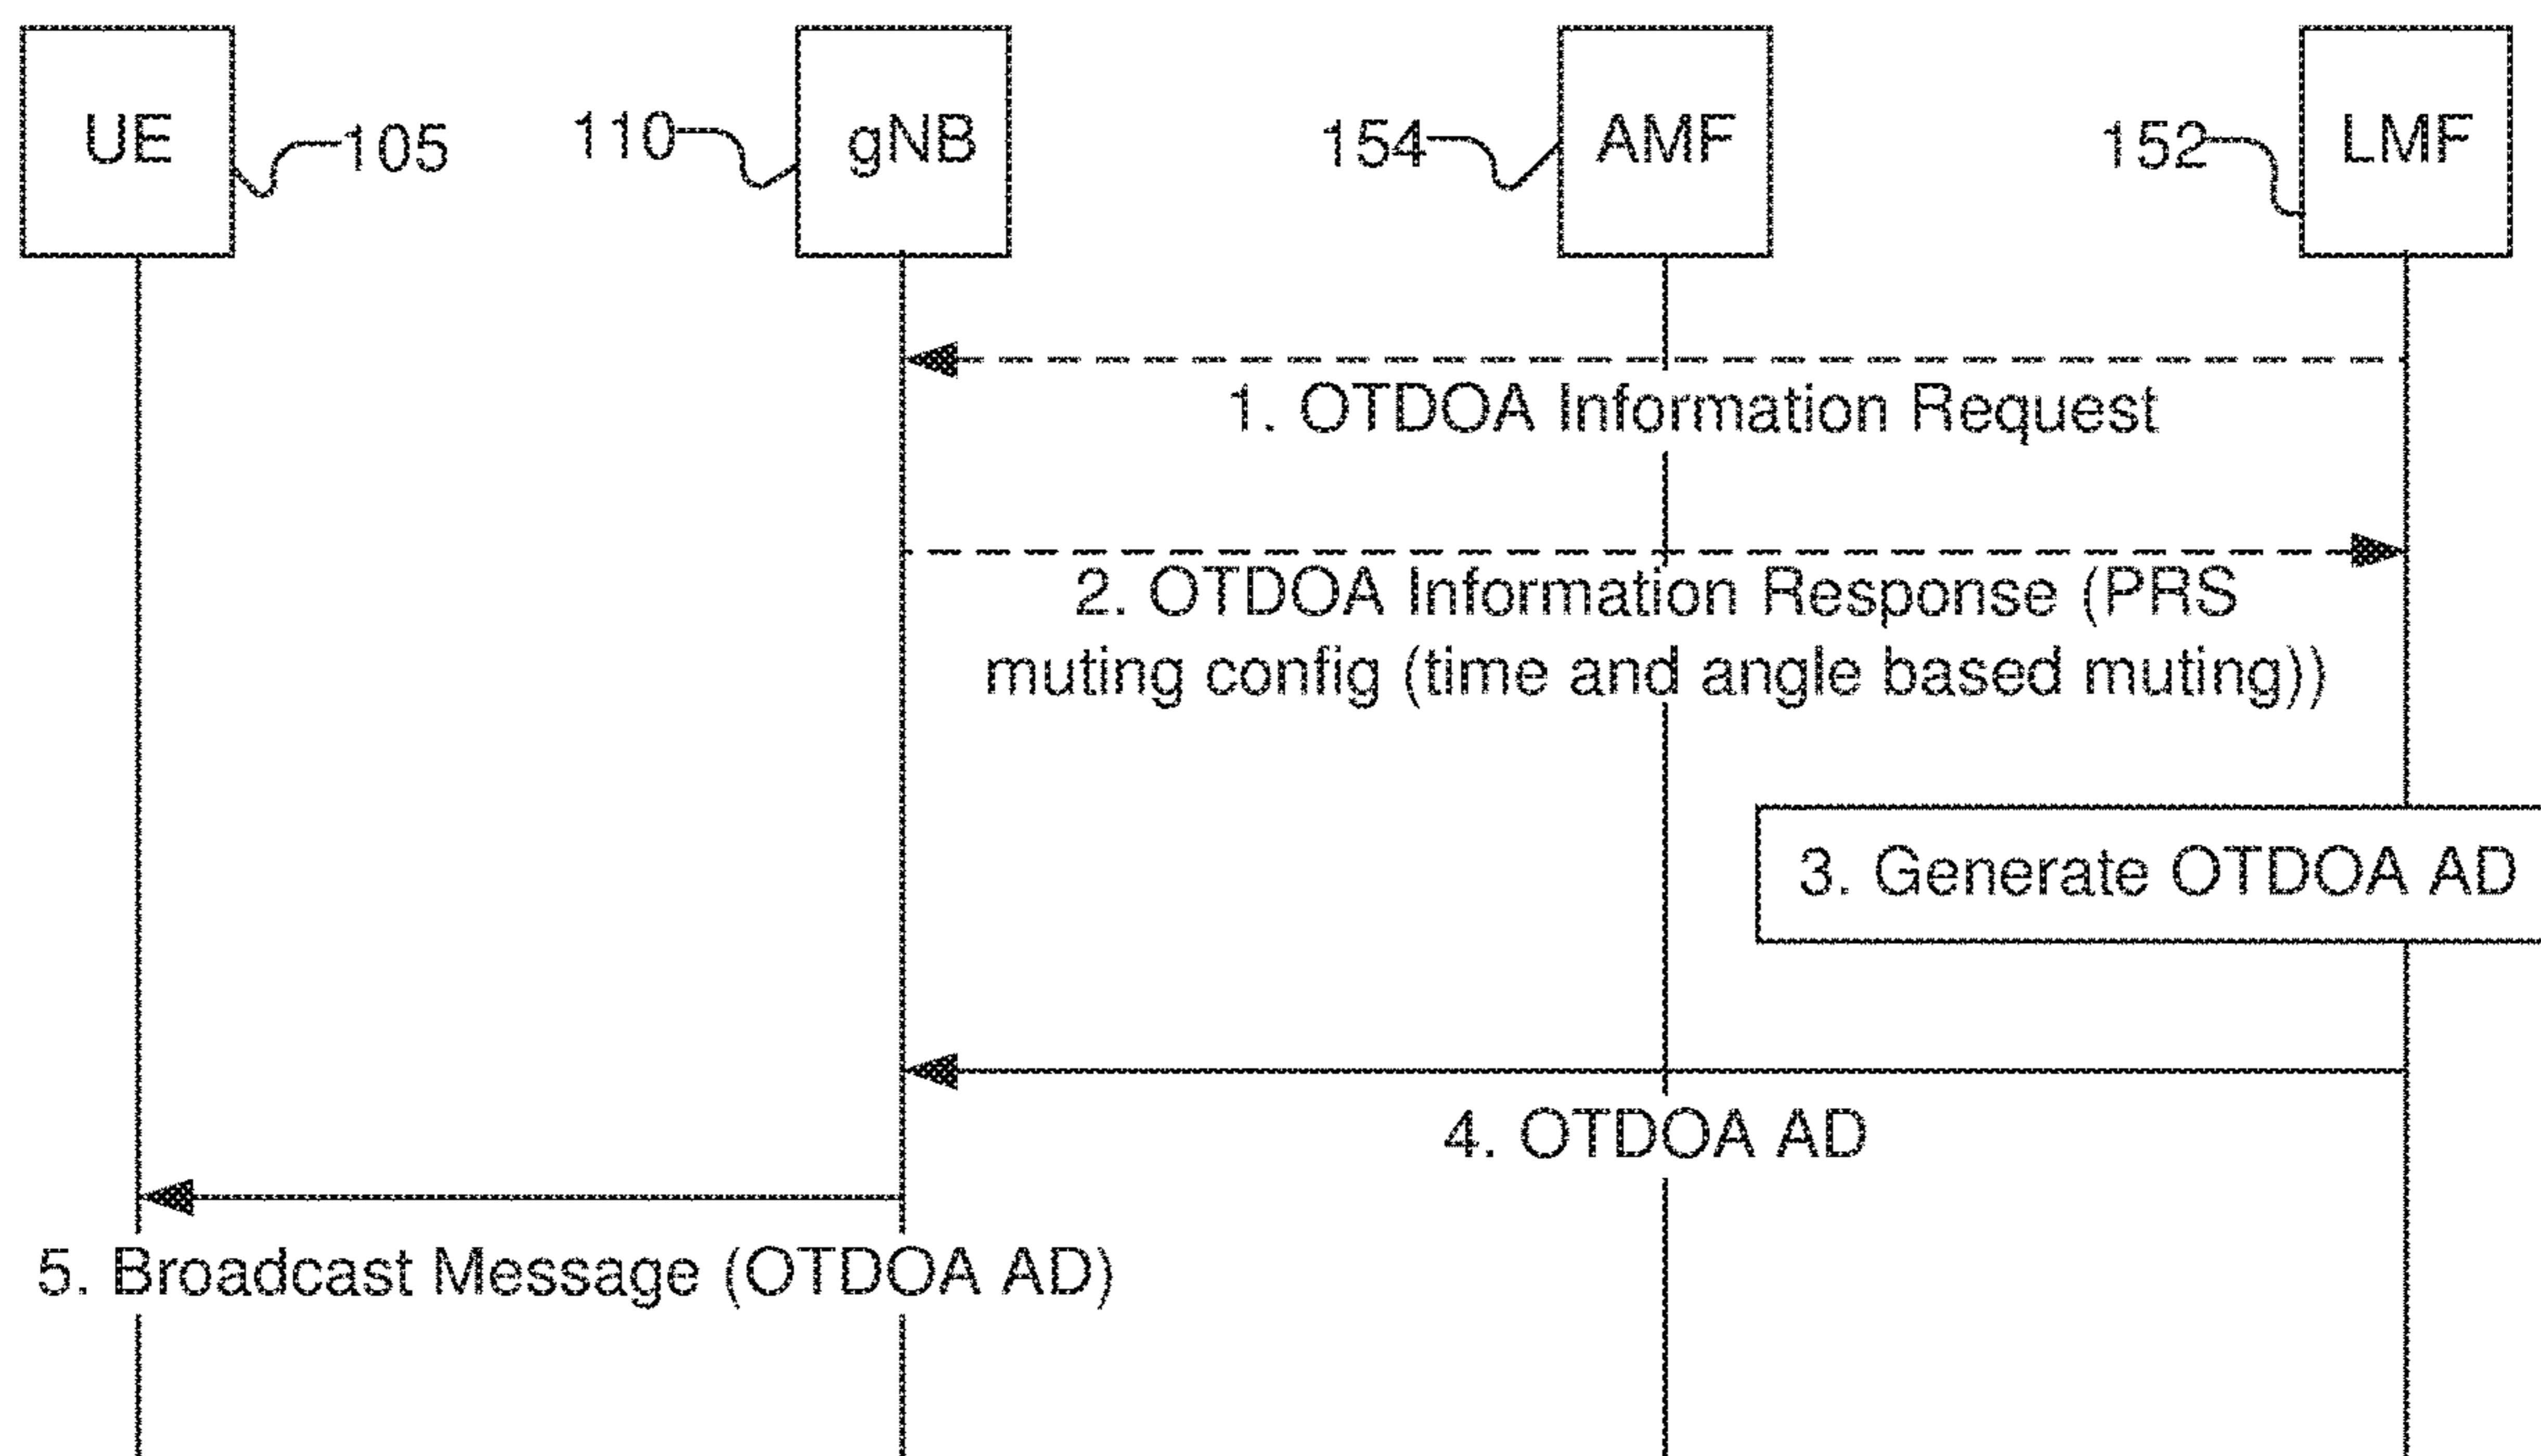 UE
105
110
gNB
154
AMF
152
LMF
1. OTDOA Information Request
2. OTDOA Information Response (PRS
muting config (time and angle based muting))
3. Generate OTDOA AD
4. OTDOA AD
5. Broadcast Message (OTDOA AD)